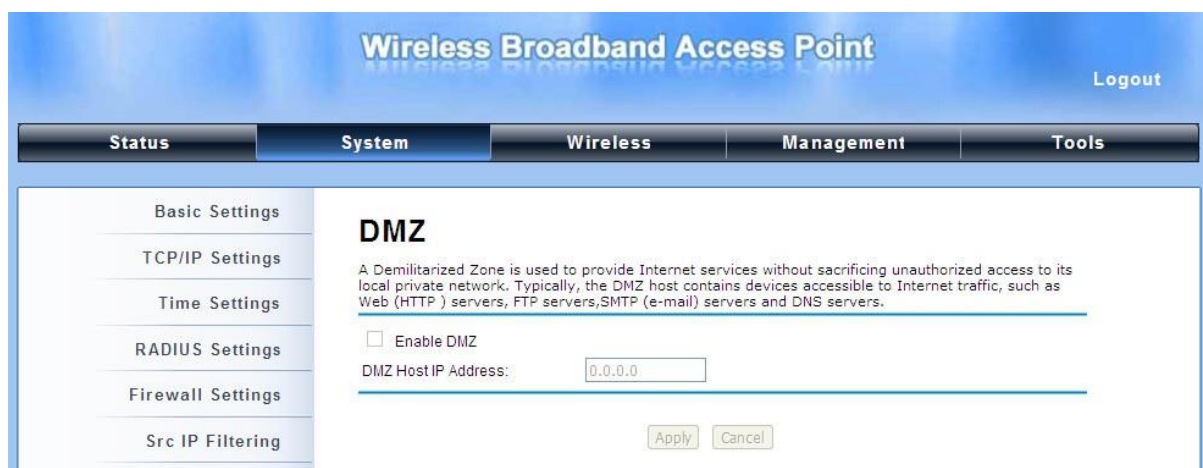 Wireless Broadband Access Point
Logout
Status System Wireless Management Tools
Basic Settings
TCP/IP Settings
Time Settings
RADIUS Settings
Firewall Settings
Src IP Filtering
DMZ
A Demilitarized Zone is used to provide Internet services without sacrificing unauthorized access to its
local private network. Typically, the DMZ host contains devices accessible to Internet traffic, such as
Web (HTTP ) servers, FTP servers,SMTP (e-mail) servers and DNS servers.
Enable DMZ
DMZ Host IP Address: 0.0.0.0
Apply Cancel